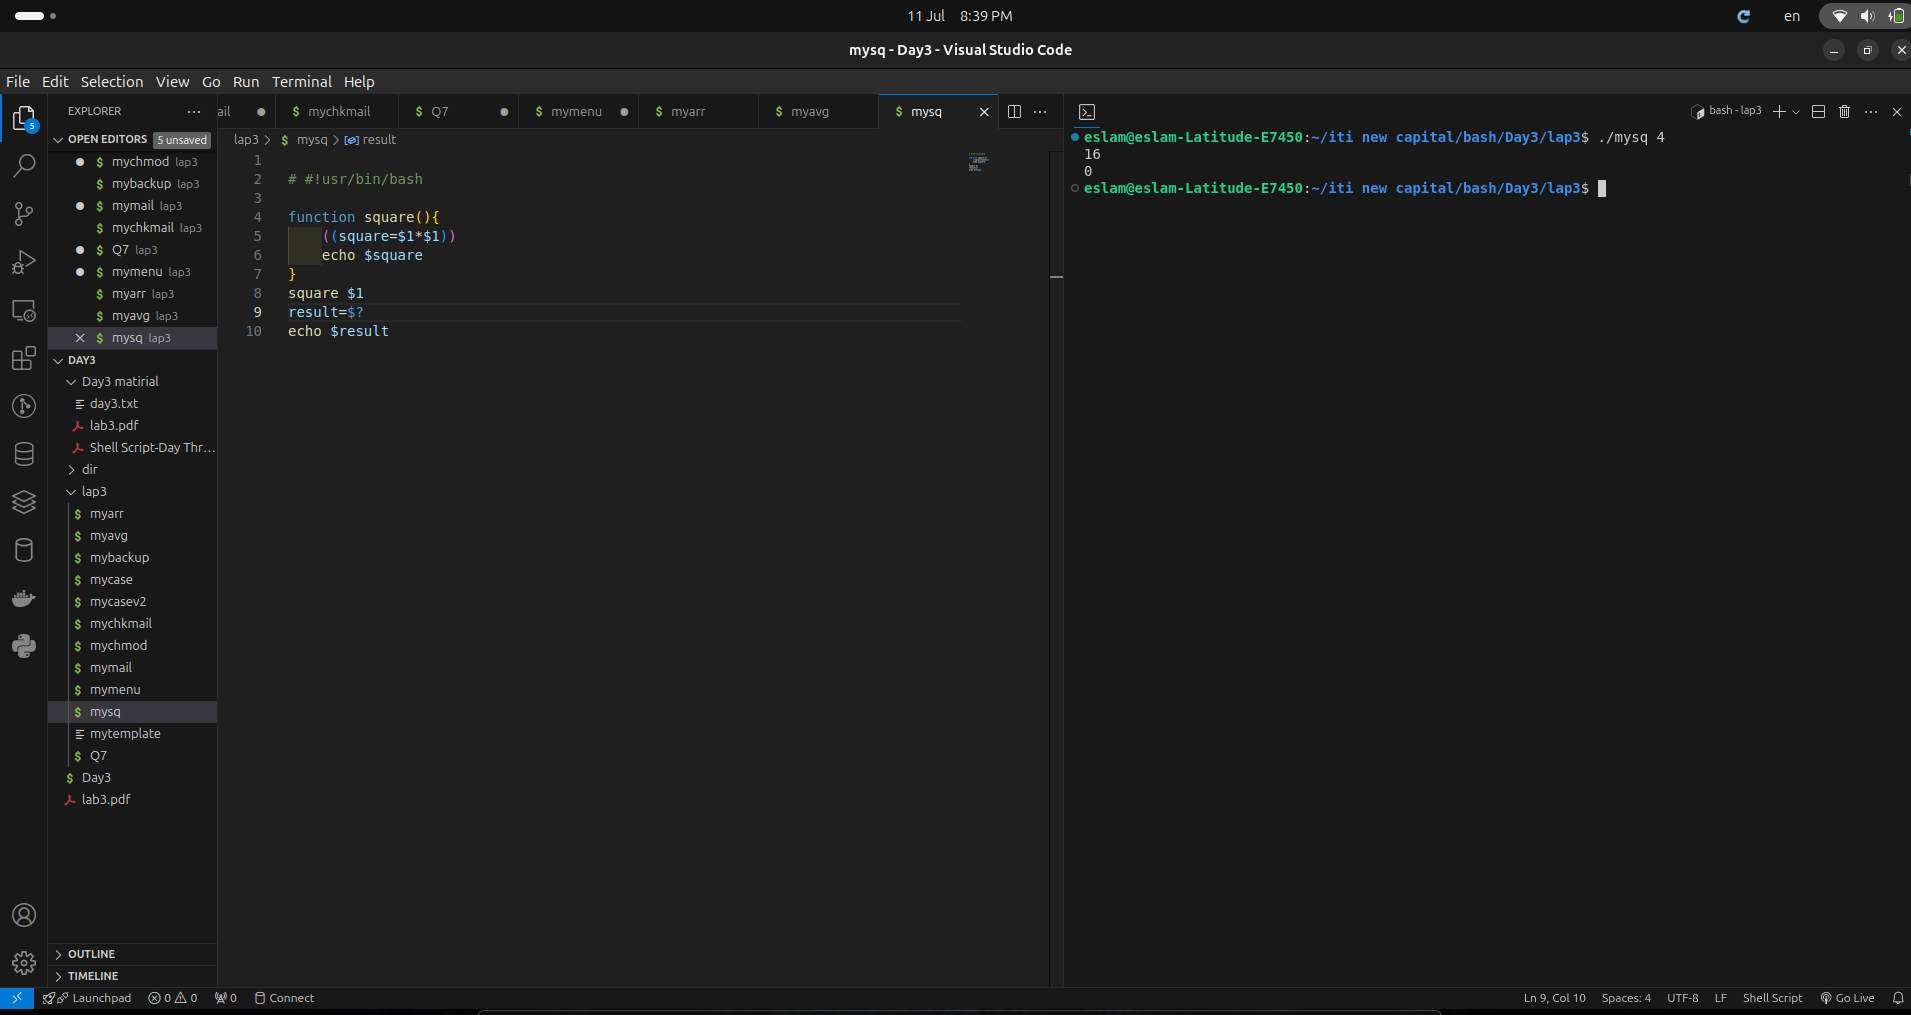 11 Jul 8:39 PM
en
mysq - Day3 - Visual Studio Code
File Edit Selection View Go Run Terminal Help
EXPLORER
OPEN EDITORS 5 unsaved
mychmod lap3
mybackup lap3
mymail lap3
mychkmail lap3
Q7 lap3
mymenu lap3
myarr lap3
myavg lap3
mysq lap3
DAY3
Day3 matirial
day3.txt
lab3.pdf
Shell Script-Day Thr...
dir
lap3
myarr
myavg
mybackup
mycase
mycasev2
mychkmail
mychmod
mymail
mymenu
mysq
mytemplate
Q7
Day3
lab3.pdf
OUTLINE
TIMELINE
5
ail $ mychkmail $ Q7 $ mymenu $ myarr $ myavg $ mysq
lap3 > $ mysq > result
1
2 # #!usr/bin/bash
3
4 function square(){
5 ((square=$1*$1))
6 echo $square
7 }
8 square $1
9 result=$?
10 echo $result
bash - lap3
eslam@eslam-Latitude-E7450:~/iti new capital/bash/Day3/lap3$ ./mysq 4
16
0
eslam@eslam-Latitude-E7450:~/iti new capital/bash/Day3/lap3$
Launchpad 0 0 0 Connect
Ln 9, Col 10 Spaces: 4 UTF-8 LF Shell Script Go Live